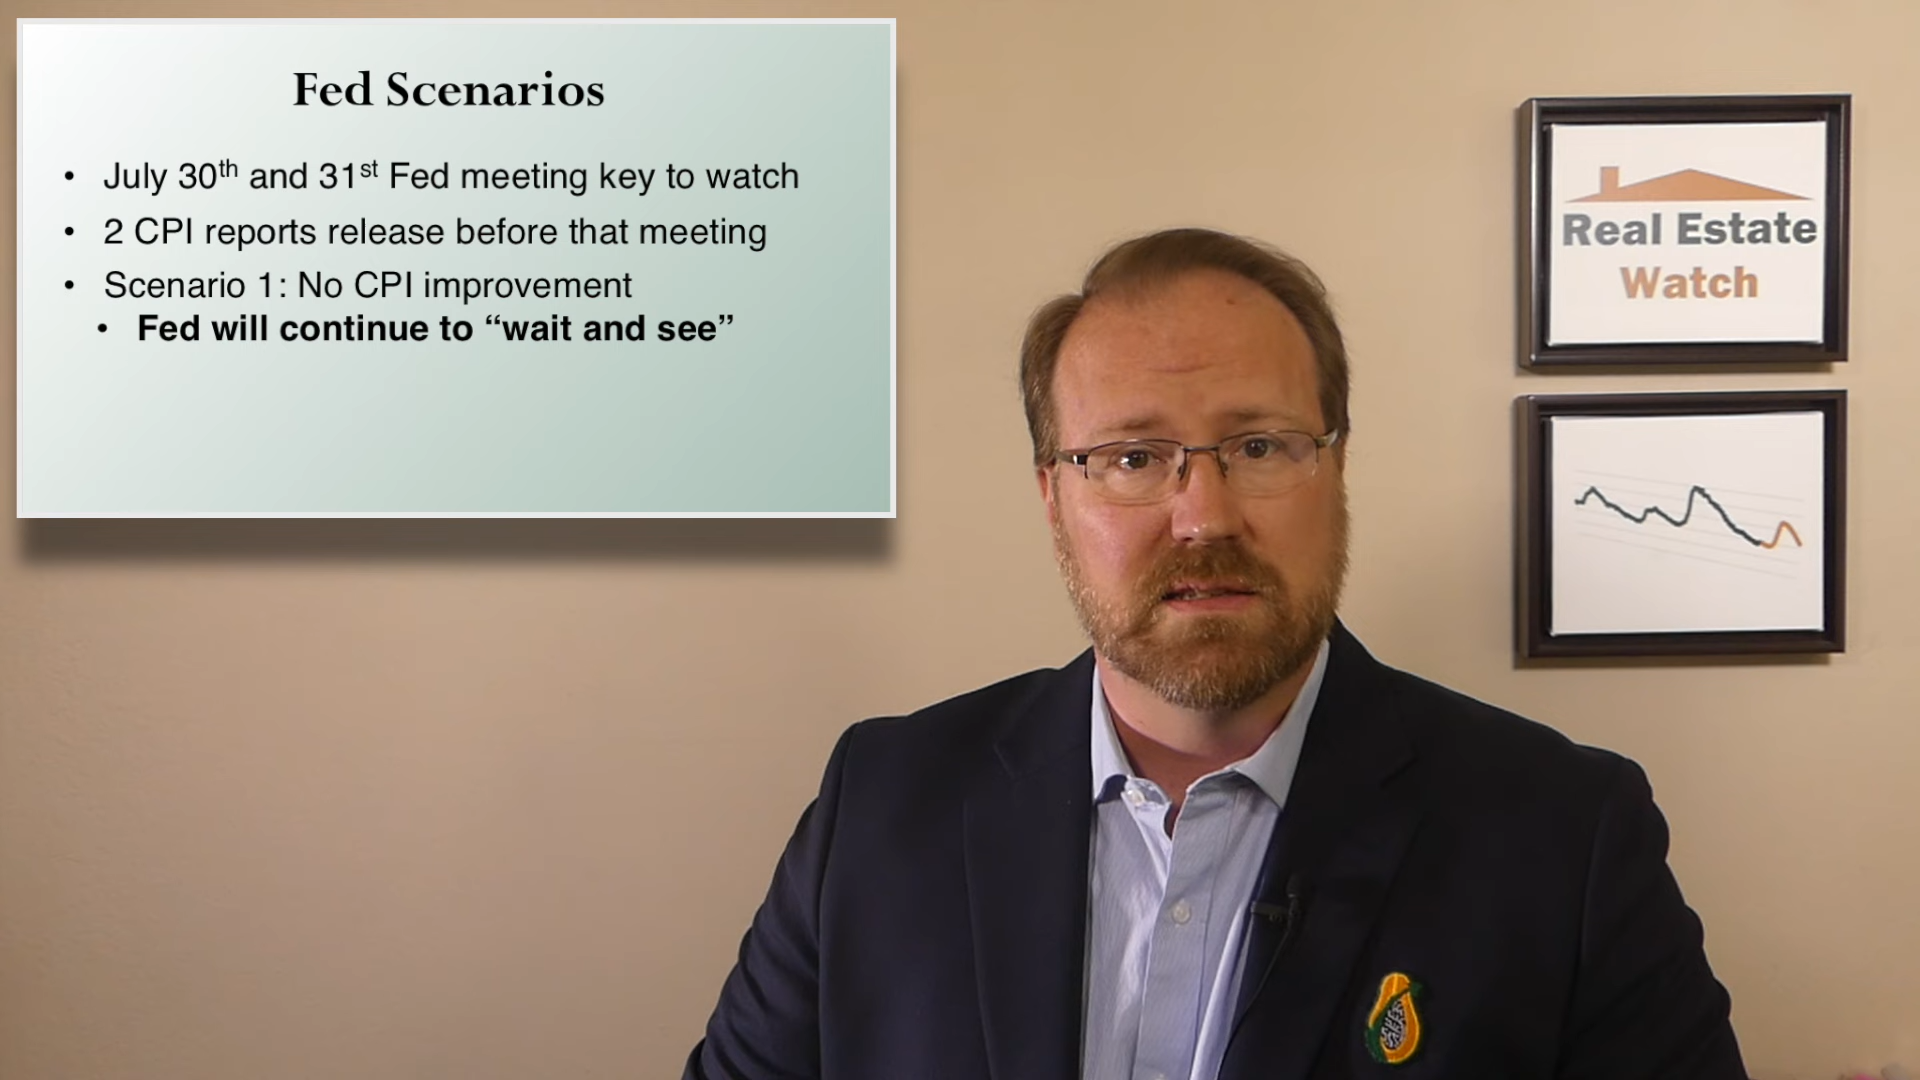 Fed Scenarios
• July 30th and 31st Fed meeting key to watch
• 2 CPI reports release before that meeting
• Scenario 1: No CPI improvement
• Fed will continue to “wait and see”
Real Estate
Watch